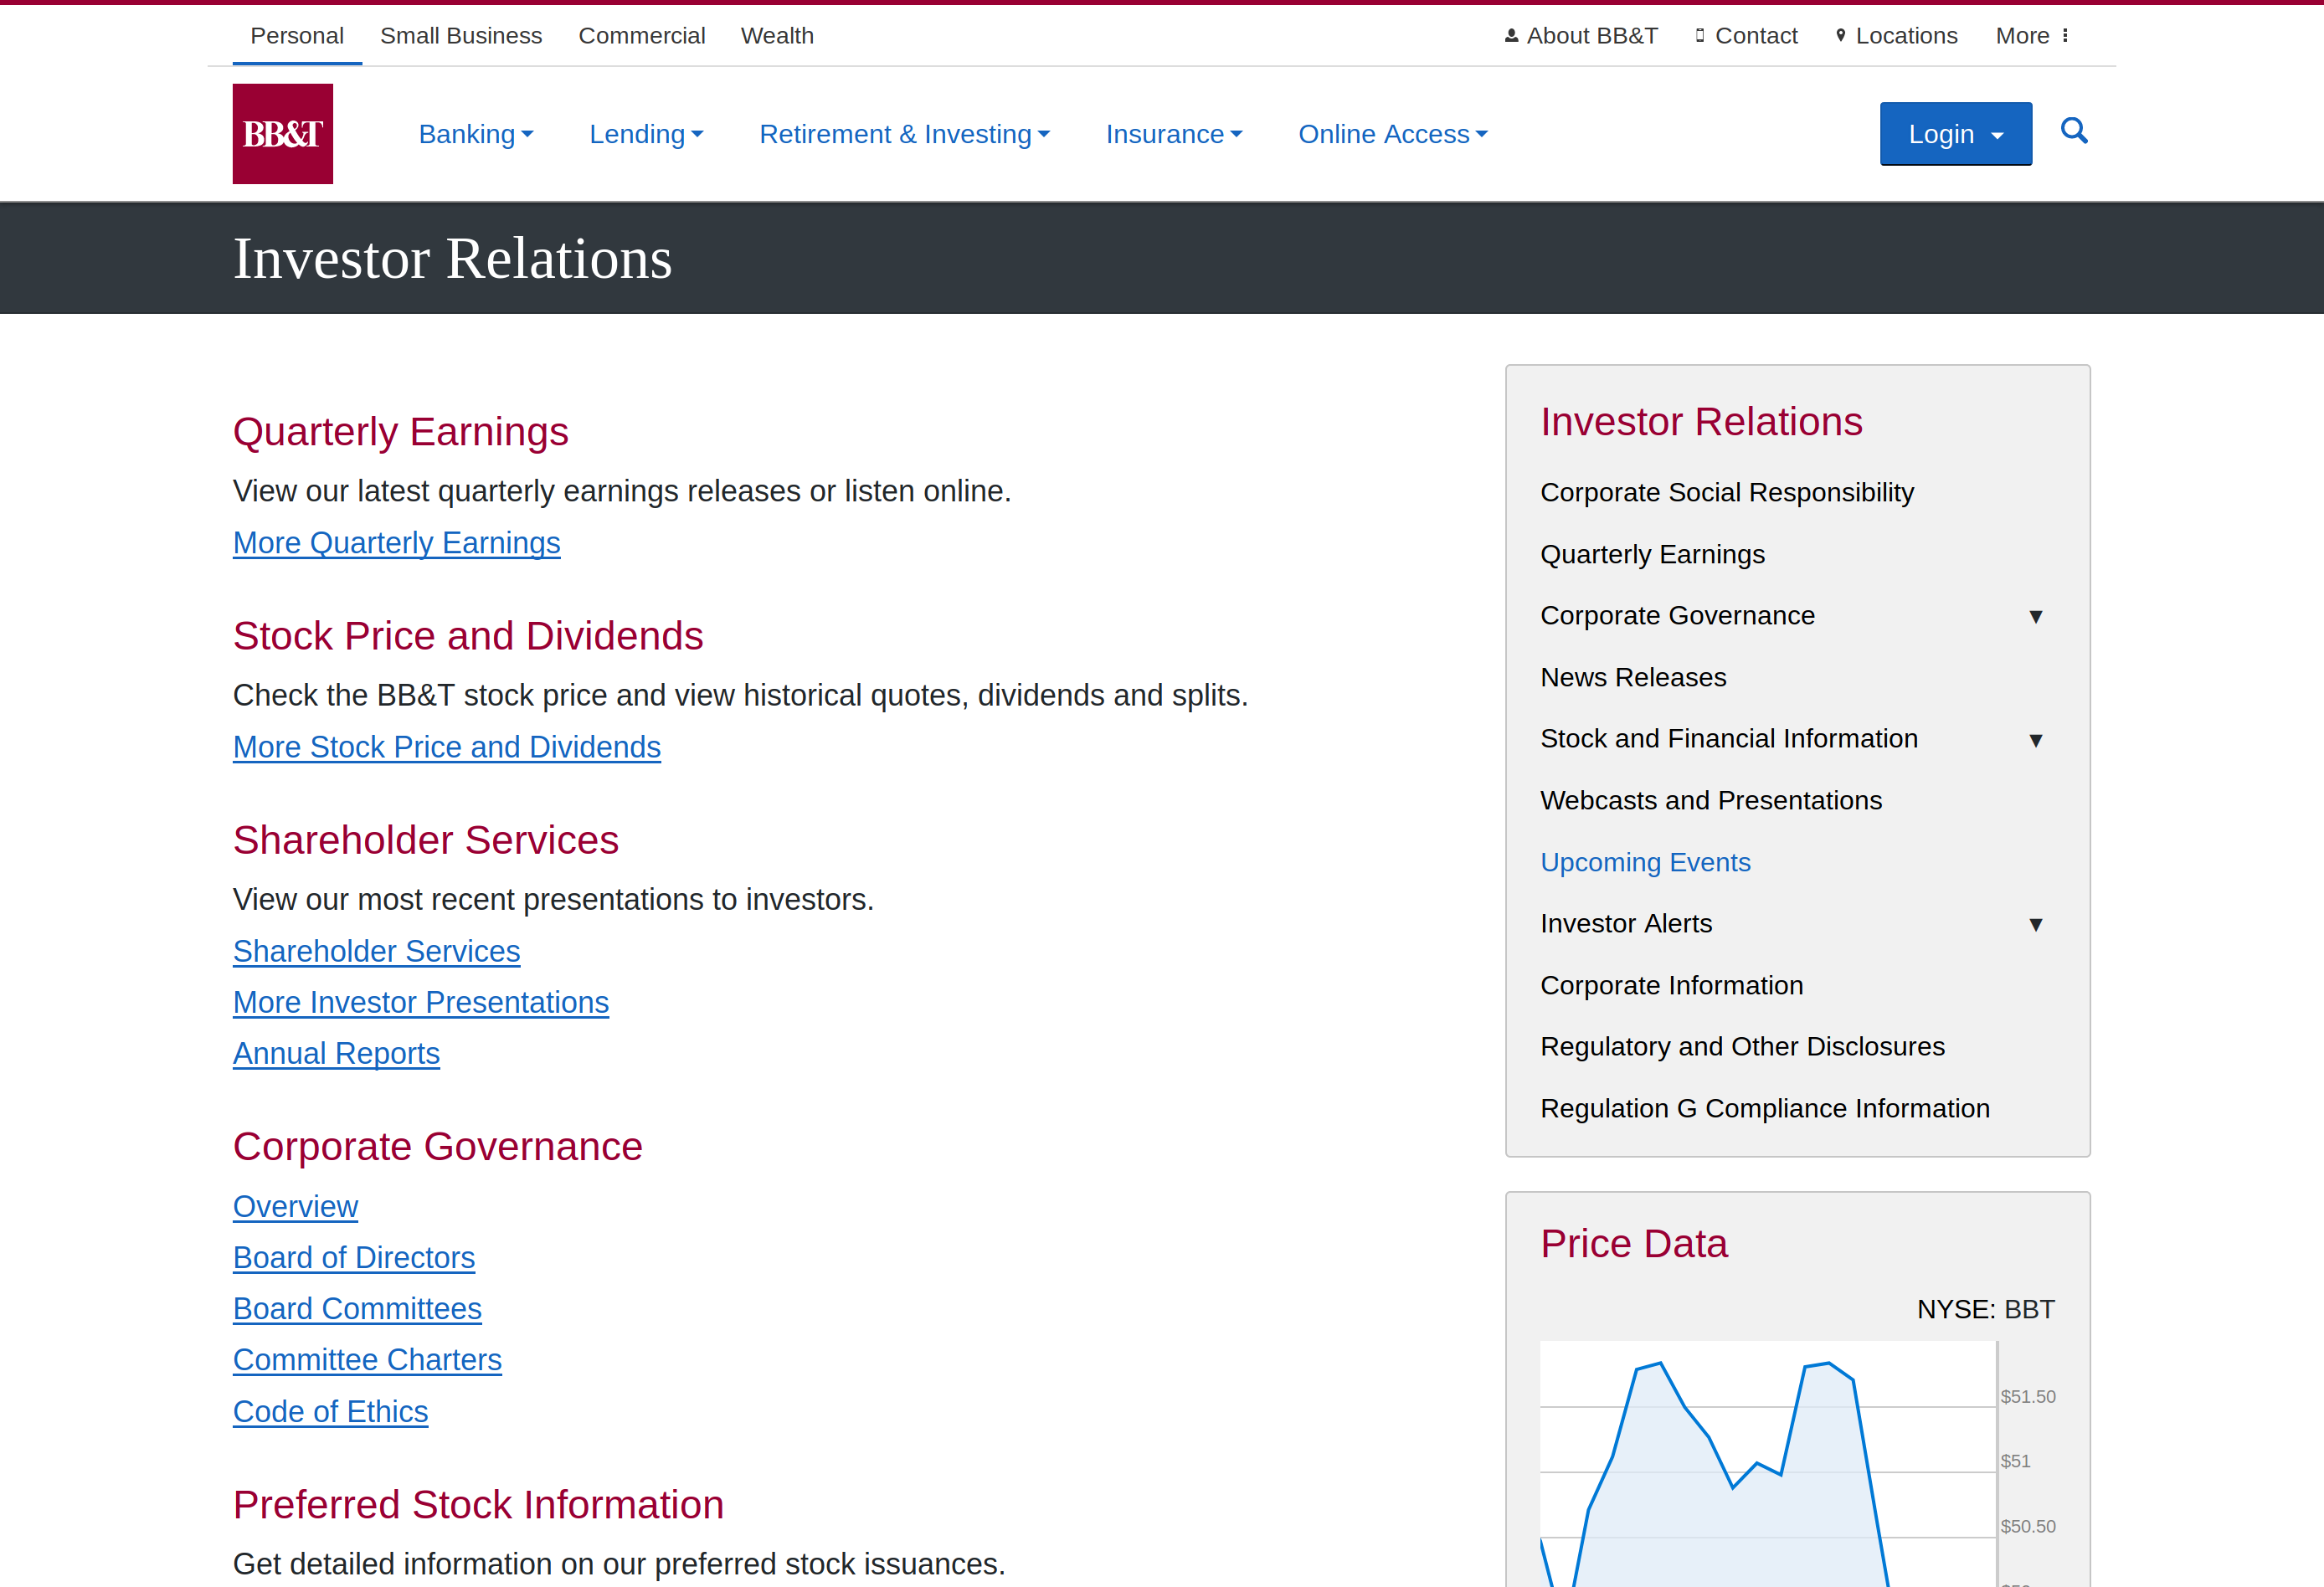 Personal Small Business Commercial Wealth About BB&T Contact Locations More
BB&T Banking Lending Retirement & Investing Insurance Online Access Login
Investor Relations
Quarterly Earnings
View our latest quarterly earnings releases or listen online.
More Quarterly Earnings
Stock Price and Dividends
Check the BB&T stock price and view historical quotes, dividends and splits.
More Stock Price and Dividends
Shareholder Services
View our most recent presentations to investors.
Shareholder Services
More Investor Presentations
Annual Reports
Corporate Governance
Overview
Board of Directors
Board Committees
Committee Charters
Code of Ethics
Preferred Stock Information
Get detailed information on our preferred stock issuances.
Investor Relations
Corporate Social Responsibility
Quarterly Earnings
Corporate Governance
News Releases
Stock and Financial Information
Webcasts and Presentations
Upcoming Events
Investor Alerts
Corporate Information
Regulatory and Other Disclosures
Regulation G Compliance Information
Price Data
NYSE: BBT
$51.50
$51
$50.50